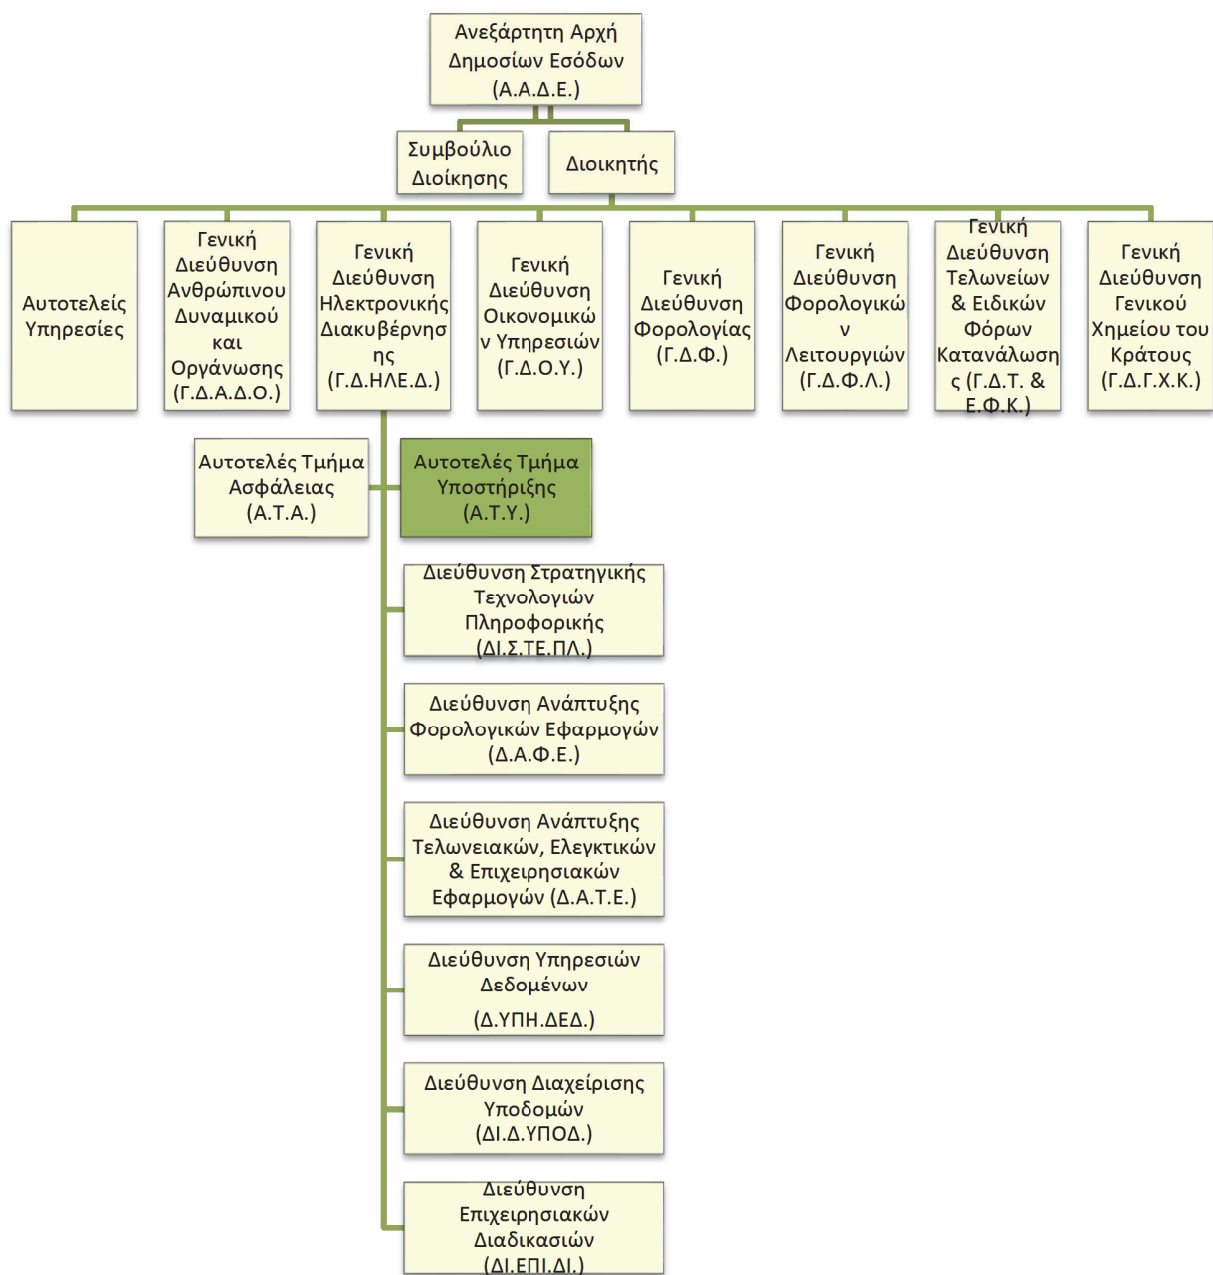 Ανεξάρτητη Αρχή
Δημοσίων Εσόδων
(Α.Α.Δ.Ε.)
Συμβούλιο
Διοίκησης
Διοικητής
Αυτοτελείς
Υπηρεσίες
Γενική
Διεύθυνση
Ανθρώπινου
Δυναμικού
και
Οργάνωσης
(Γ.Δ.Α.Δ.Ο.)
Γενική
Διεύθυνση
Ηλεκτρονικής
Διακυβέρνησ
ης
(Γ.Δ.ΗΛΕ.Δ.)
Γενική
Διεύθυνση
Οικονομικώ
ν Υπηρεσιών
(Γ.Δ.Ο.Υ.)
Γενική
Διεύθυνση
Φορολογίας
(Γ.Δ.Φ.)
Γενική
Διεύθυνση
Φορολογικώ
ν
Λειτουργιών
(Γ.Δ.Φ.Λ.)
Γενική
Διεύθυνση
Τελωνείων
& Ειδικών
Φόρων
Κατανάλωση
ς (Γ.Δ.Τ. &
Ε.Φ.Κ.)
Γενική
Διεύθυνση
Γενικού
Χημείου του
Κράτους
(Γ.Δ.Γ.Χ.Κ.)
Αυτοτελές Τμήμα
Ασφάλειας
(Α.Τ.Α.)
Αυτοτελές Τμήμα
Υποστήριξης
(Α.Τ.Υ.)
Διεύθυνση Στρατηγικής
Τεχνολογιών
Πληροφορικής
(ΔΙ.Σ.ΤΕ.ΠΛ.)
Διεύθυνση Ανάπτυξης
Φορολογικών Εφαρμογών
(Δ.Α.Φ.Ε.)
Διεύθυνση Ανάπτυξης
Τελωνειακών, Ελεγκτικών
& Επιχειρησιακών
Εφαρμογών (Δ.Α.Τ.Ε.)
Διεύθυνση Υπηρεσιών
Δεδομένων
(Δ.ΥΠΗ.ΔΕΔ.)
Διεύθυνση Διαχείρισης
Υποδομών
(ΔΙ.Δ.ΥΠΟΔ.)
Διεύθυνση
Επιχειρησιακών
Διαδικασιών
(ΔΙ.ΕΠΙ.ΔΙ.)